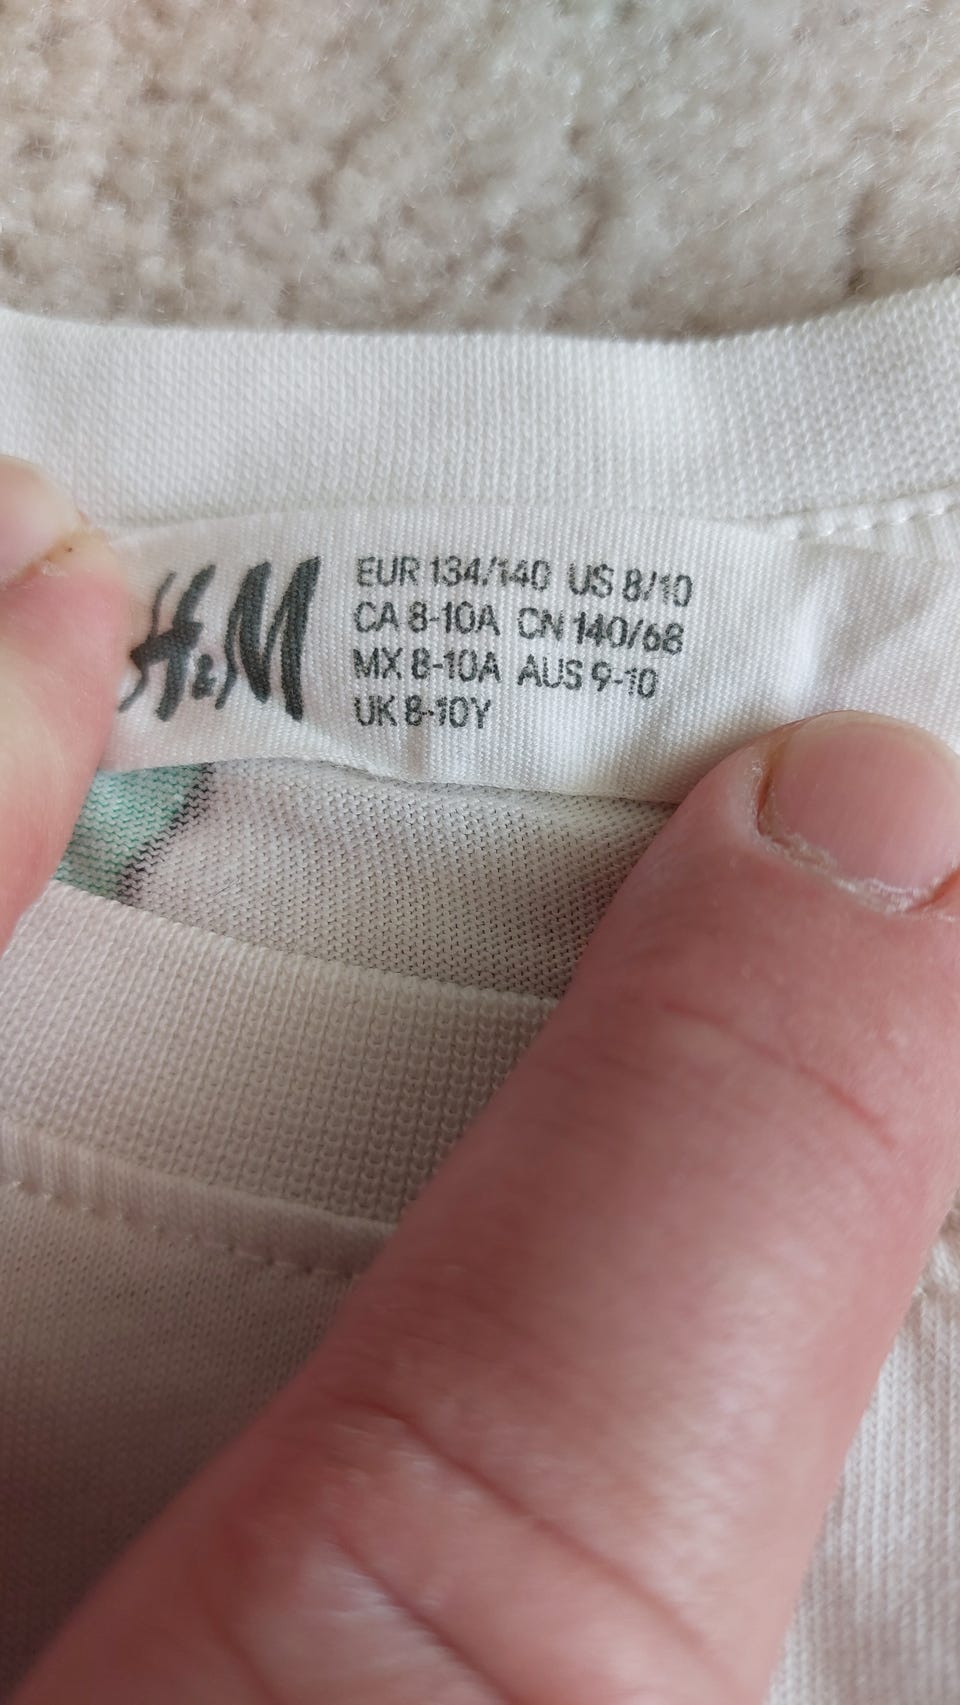 H&M
EUR 134/140 US 8/10
CA 8-10A CN 140/68
MX 8-10A AUS 9-10
UK 8-10Y